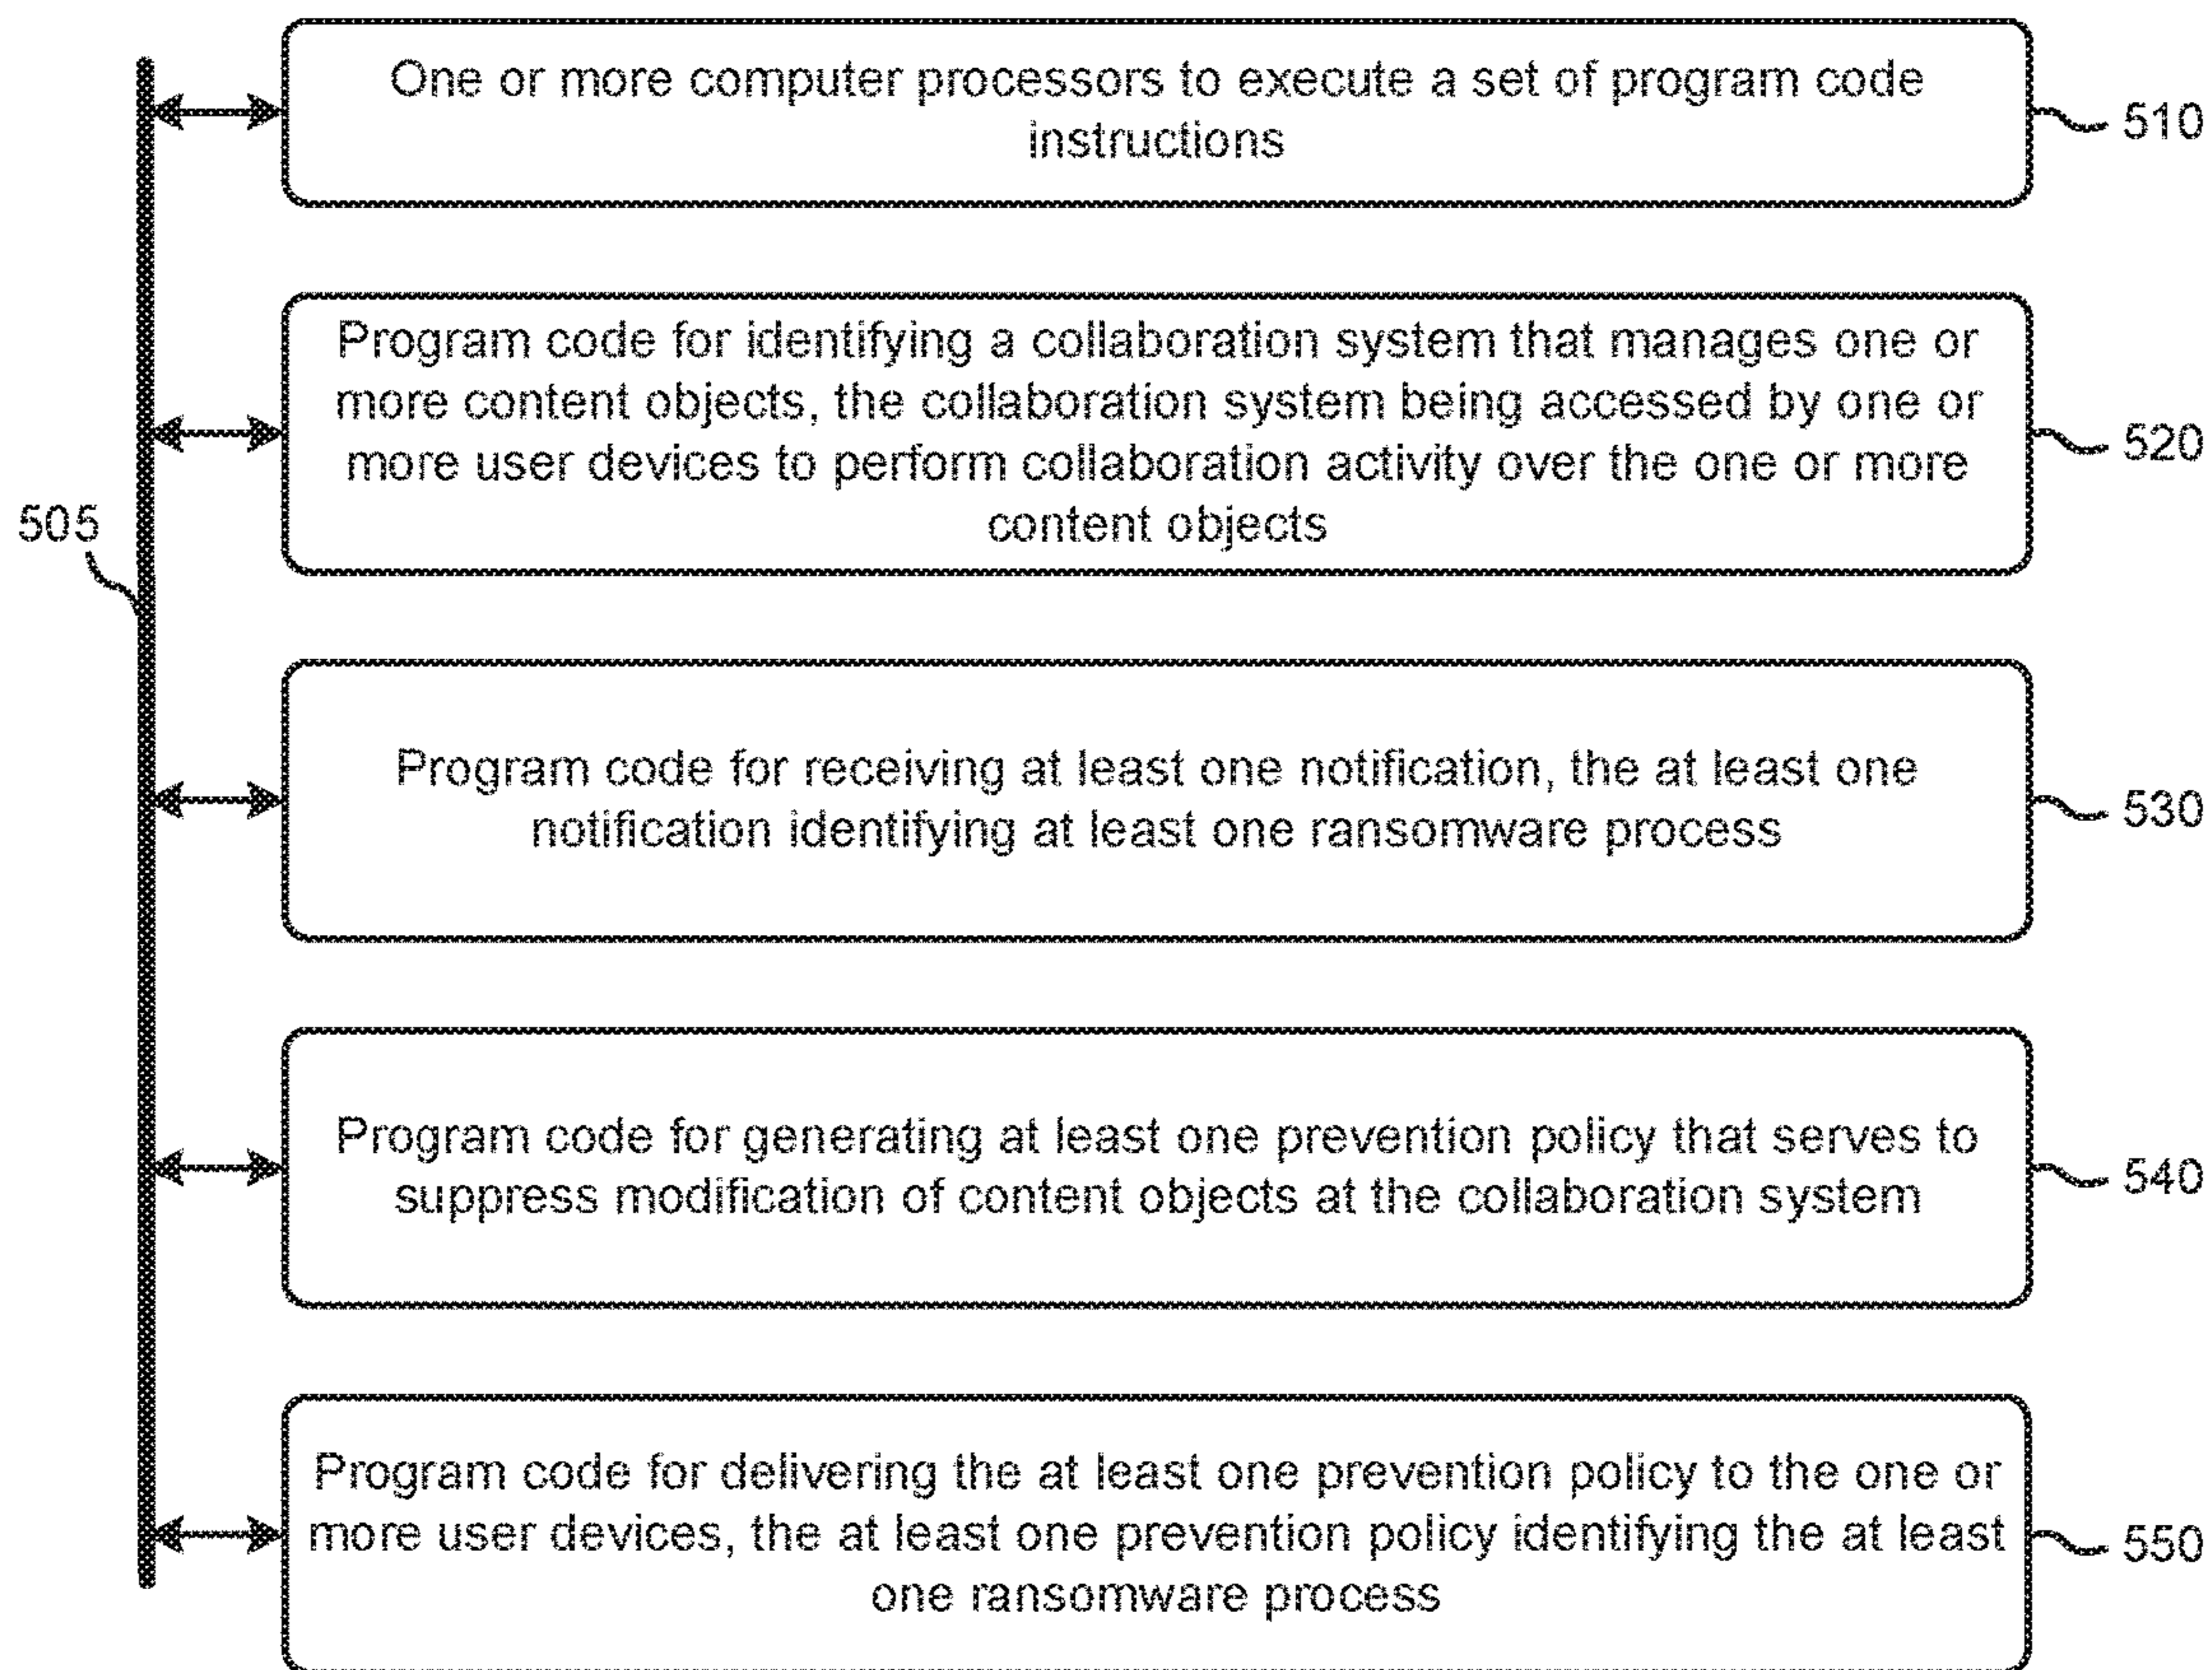 One or more computer processors to execute a set of program code
instructions
510
Program code for identifying a collaboration system that manages one or
more content objects, the collaboration system being accessed by one or
more user devices to perform collaboration activity over the one or more
content objects
520
505
Program code for receiving at least one notification, the at least one
notification identifying at least one ransomware process
530
Program code for generating at least one prevention policy that serves to
suppress modification of content objects at the collaboration system
540
Program code for delivering the at least one prevention policy to the one or
more user devices, the at least one prevention policy identifying the at least
one ransomware process
550